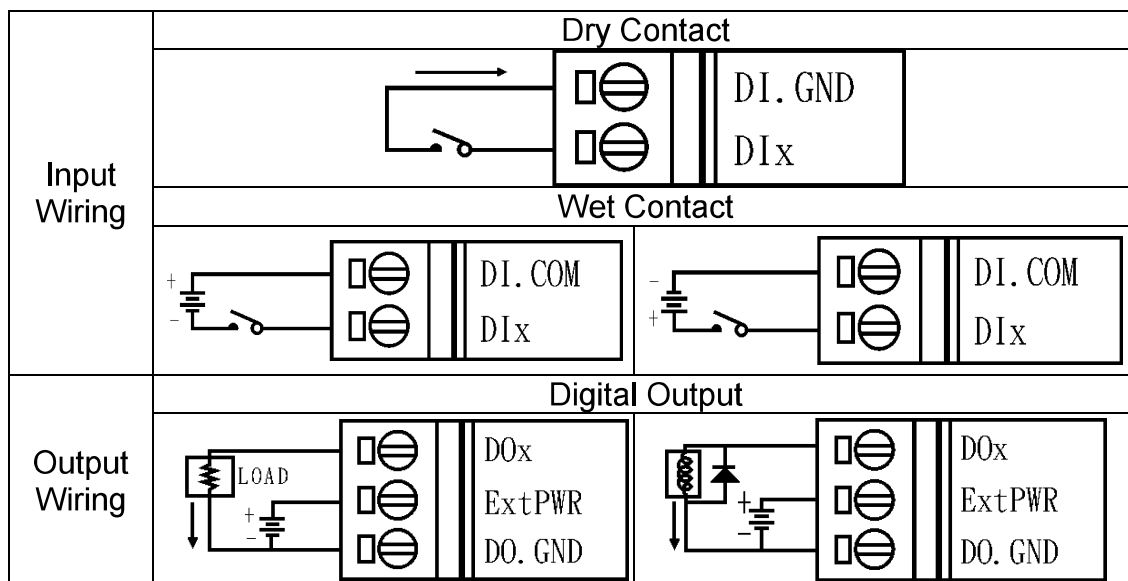 Dry Contact
DI.GND
DIx
Input
Wiring
Wet Contact
+
-
DI.COM
DIx
-
+
DI.COM
DIx
Digital Output
Output
Wiring
LOAD
+
-
DOx
ExtPWR
DO.GND
+
-
DOx
ExtPWR
DO.GND